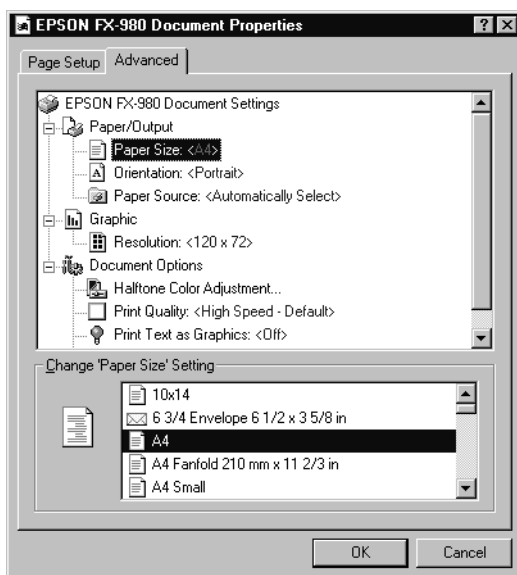 EPSON FX-980 Document Properties
Page Setup
Advanced
EPSON FX-980 Document Settings
Paper/Output
Paper Size: <A4>
Orientation: <Portrait>
Paper Source: <Automatically Select>
Graphic
Resolution: <120 x 72>
Document Options
Halftone Color Adjustment...
Print Quality: <High Speed - Default>
Print Text as Graphics: <Off>
Change 'Paper Size' Setting
10x14
6 3/4 Envelope 6 1/2 x 3 5/8 in
A4
A4 Fanfold 210 mm x 11 2/3 in
A4 Small
OK
Cancel